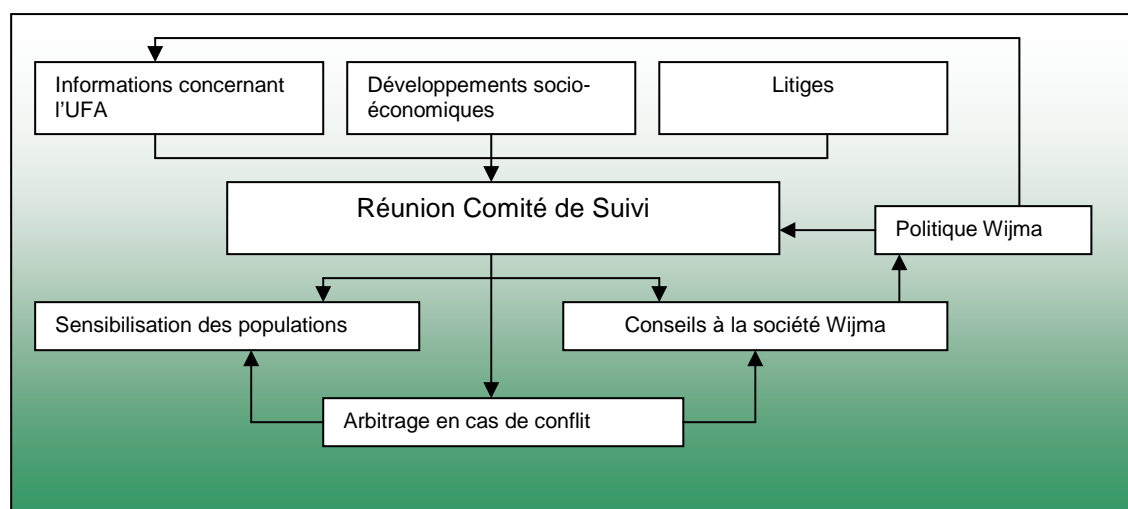 Informations concernant
l'UFA
Développements socio-
économiques
Litiges
Réunion Comité de Suivi
Politique Wijma
Sensibilisation des populations
Conseils à la société Wijma
Arbitrage en cas de conflit